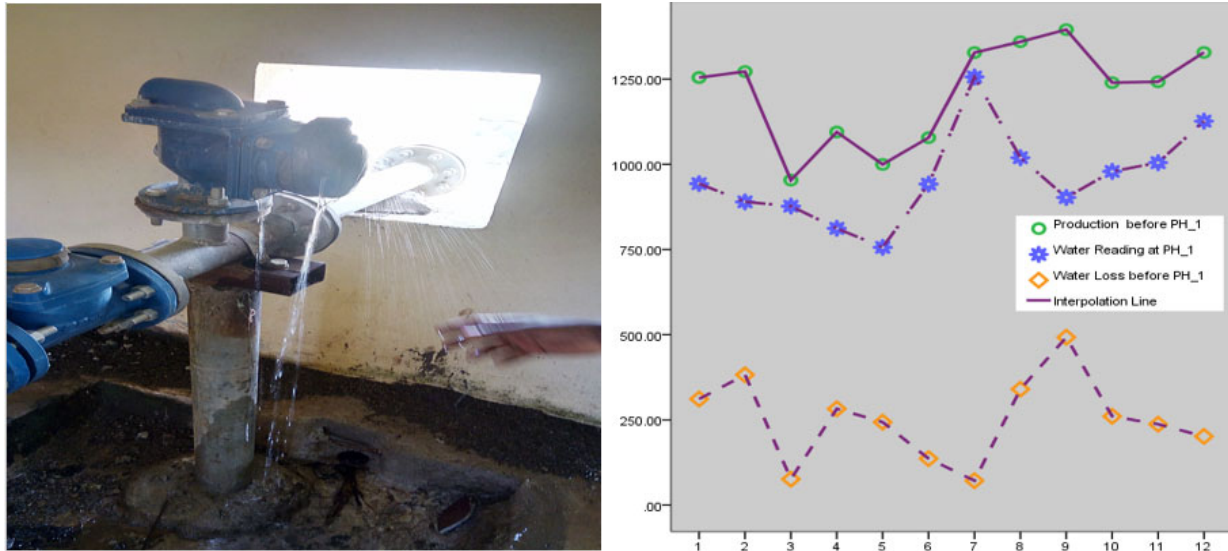 1250.00
1000.00
750.00
500.00
250.00
.00
Production before PH_1
Water Reading at PH_1
Water Loss before PH_1
Interpolation Line
1 2 3 4 5 6 7 8 9 10 11 12